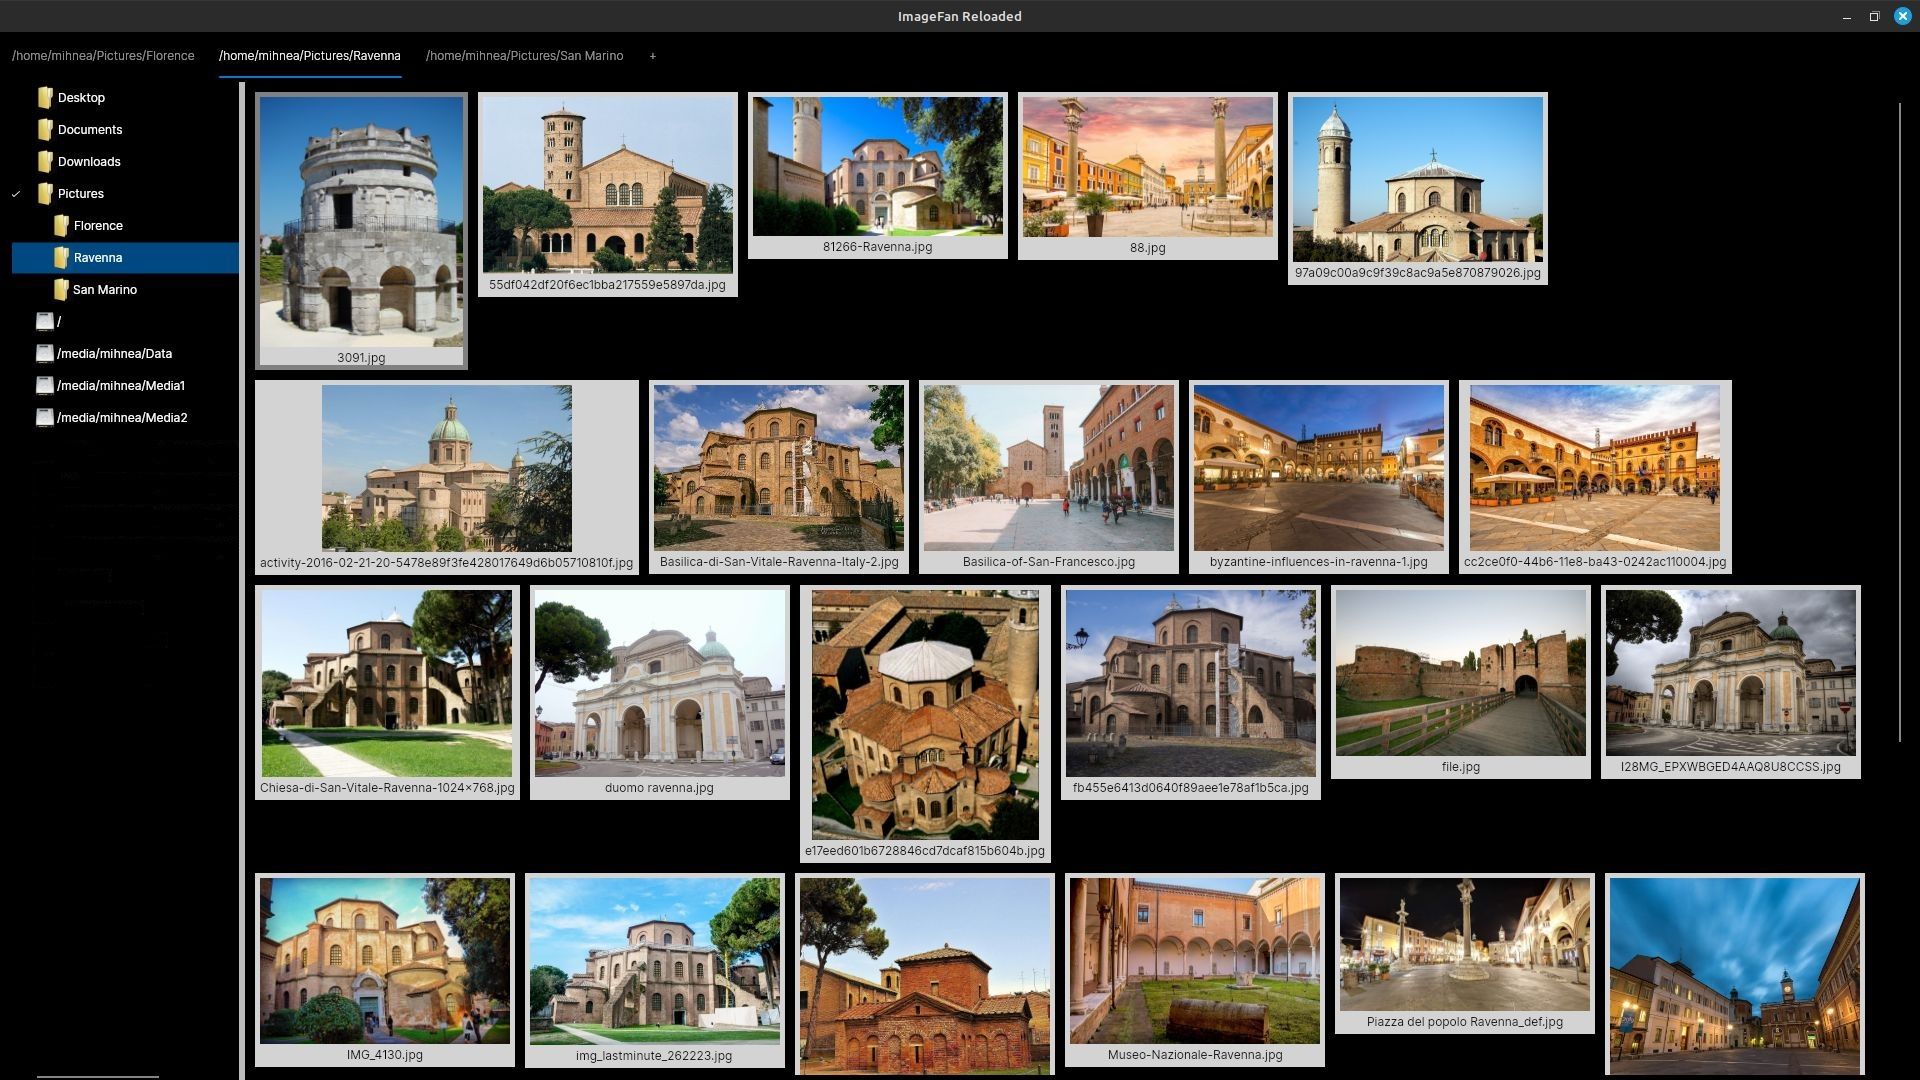 ImageFan Reloaded
/home/mihnea/Pictures/Florence
/home/mihnea/Pictures/Ravenna
/home/mihnea/Pictures/San Marino
+
Desktop
Documents
Downloads
Pictures
Florence
Ravenna
San Marino
/
/media/mihnea/Data
/media/mihnea/Media1
/media/mihnea/Media2
3091.jpg
55df042df20f6ec1bba217559e5897da.jpg
81266-Ravenna.jpg
88.jpg
97a09c00a9c9f39c8ac9a5e870879026.jpg
activity-2016-02-21-20-5478e89f3fe428017649d6b05710810f.jpg
Basilica-di-San-Vitale-Ravenna-Italy-2.jpg
Basilica-of-San-Francesco.jpg
byzantine-influences-in-ravenna-1.jpg
cc2ce0f0-44b6-11e8-ba43-0242ac110004.jpg
Chiesa-di-San-Vitale-Ravenna-1024×768.jpg
duomo ravenna.jpg
e17eed601b6728846cd7dcaf815b604b.jpg
fb455e6413d0640f89aee1e78af1b5ca.jpg
file.jpg
I28MG_EPXWBGED4AAQ8U8CCSS.jpg
IMG_4130.jpg
img_lastminute_262223.jpg
Museo-Nazionale-Ravenna.jpg
Piazza del popolo Ravenna_def.jpg